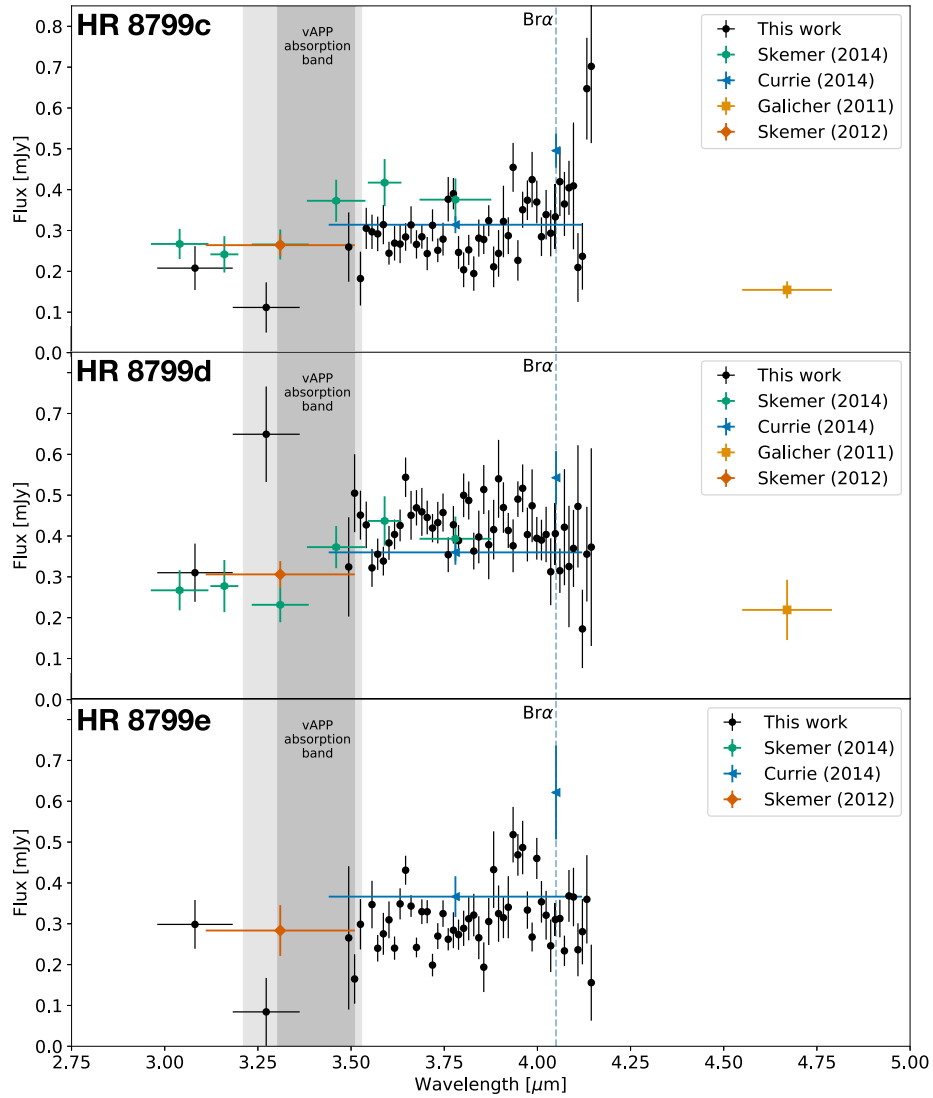 HR 8799c
vAPP
absorption
band
Brα
This work
Skemer (2014)
Currie (2014)
Galicher (2011)
Skemer (2012)
Flux [mJy]
0.8
0.7
0.6
0.5
0.4
0.3
0.2
0.1
0.0
HR 8799d
vAPP
absorption
band
Brα
This work
Skemer (2014)
Currie (2014)
Galicher (2011)
Skemer (2012)
Flux [mJy]
0.7
0.6
0.5
0.4
0.3
0.2
0.1
0.0
HR 8799e
vAPP
absorption
band
Brα
This work
Skemer (2014)
Currie (2014)
Skemer (2012)
Flux [mJy]
0.7
0.6
0.5
0.4
0.3
0.2
0.1
0.0
2.75 3.00 3.25 3.50 3.75 4.00 4.25 4.50 4.75 5.00
Wavelength [μm]